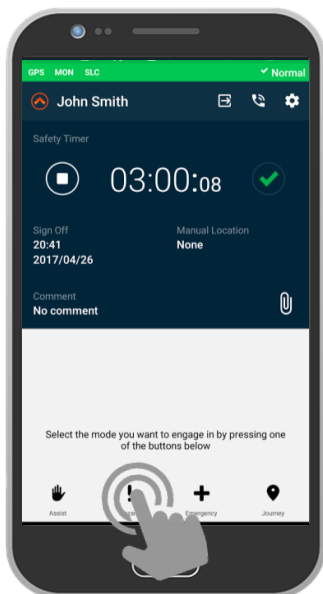 GPS MON SLC Normal
John Smith
Safety Timer
03:00:08
Sign Off Manual Location
20:41 None
2017/04/26
Comment
No comment
Select the mode you want to engage in by pressing one
of the buttons below
Assist Emergency Journey